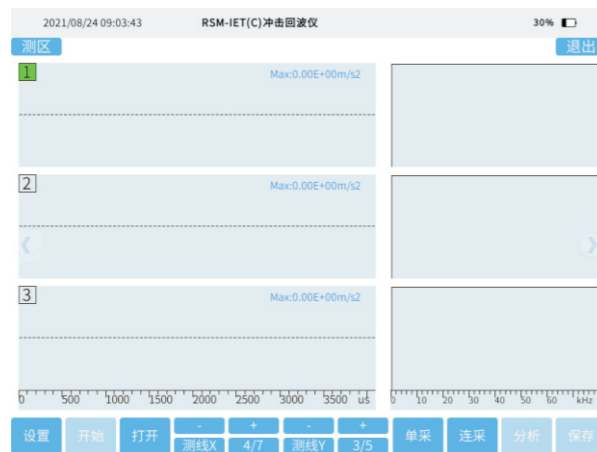 2021/08/24 09:03:43 RSM-IET(C)冲击回波仪 30%
测区 退出
1 Max:0.00E+00m/s2
2 Max:0.00E+00m/s2
3 Max:0.00E+00m/s2
0 500 1000 1500 2000 2500 3000 3500 uS 0 10 20 30 40 50 60 kHz
设置 开始 打开 - + - + 单采 连采 分析 保存
测线X 4/7 测线Y 3/5